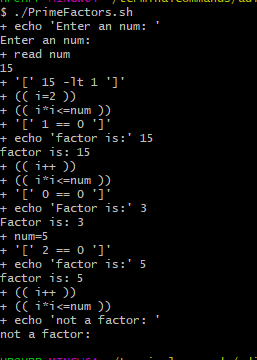 $ ./PrimeFactors.sh
+ echo 'Enter an num: '
Enter an num:
+ read num
15
+ '[' 15 -lt 1 ']'
+ (( i=2 ))
+ (( i*i<=num ))
+ '[' 1 == 0 ']'
+ echo 'factor is:' 15
factor is: 15
+ (( i++ ))
+ (( i*i<=num ))
+ '[' 0 == 0 ']'
+ echo 'Factor is:' 3
Factor is: 3
+ num=5
+ '[' 2 == 0 ']'
+ echo 'factor is:' 5
factor is: 5
+ (( i++ ))
+ (( i*i<=num ))
+ echo 'not a factor: '
not a factor: